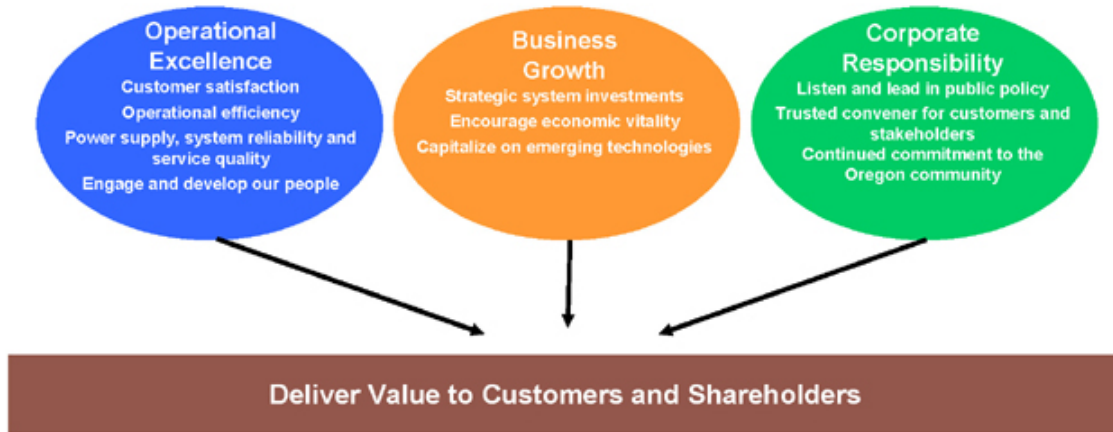 Operational
Excellence
Customer satisfaction
Operational efficiency
Power supply, system reliability and
service quality
Engage and develop our people
Business
Growth
Strategic system investments
Encourage economic vitality
Capitalize on emerging technologies
Corporate
Responsibility
Listen and lead in public policy
Trusted convener for customers and
stakeholders
Continued commitment to the
Oregon community
Deliver Value to Customers and Shareholders